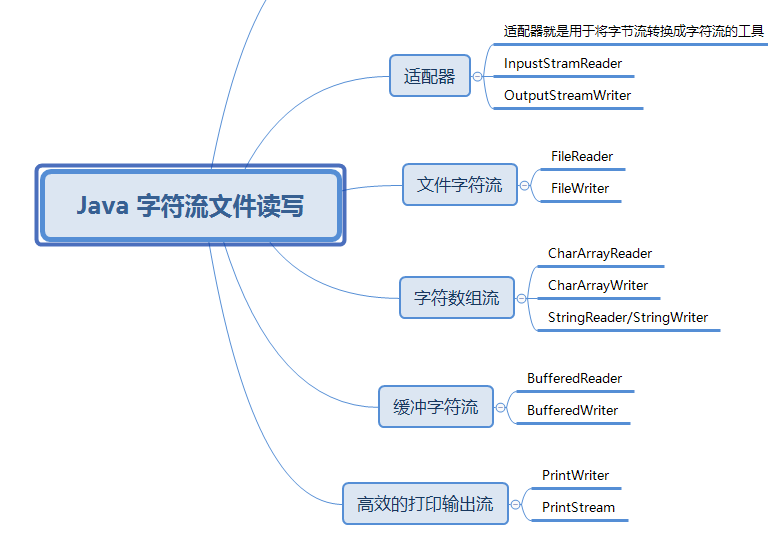 Java 字符流文件读写
适配器
适配器就是用于将字节流转换成字符流的工具
InpustStramReader
OutputStreamWriter
文件字符流
FileReader
FileWriter
字符数组流
CharArrayReader
CharArrayWriter
StringReader/StringWriter
缓冲字符流
BufferedReader
BufferedWriter
高效的打印输出流
PrintWriter
PrintStream